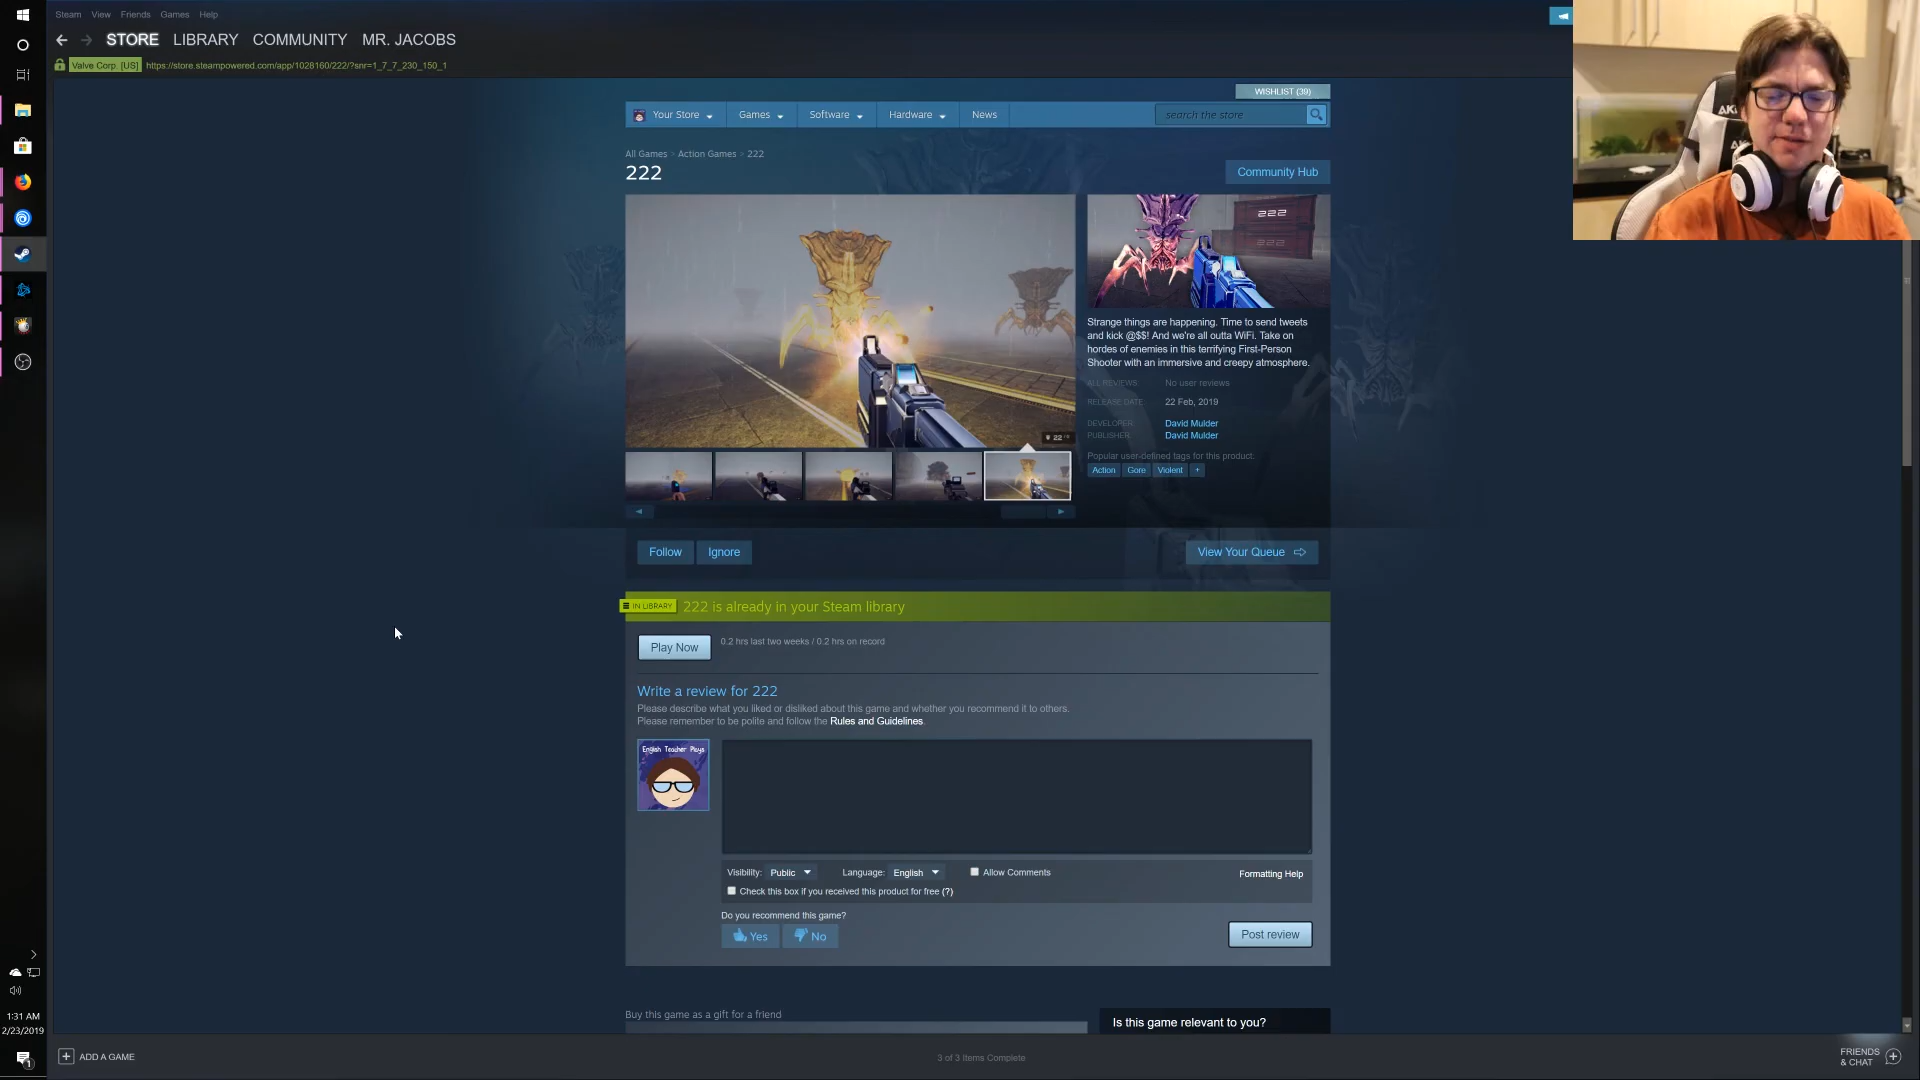 Steam View Friends Games Help
STORE LIBRARY COMMUNITY MR. JACOBS
Valve Corp. [US] https://store.steampowered.com/app/1028160/222/?snr=1_7_7_230_150_1
WISHLIST (39)
Your Store Games Software Hardware News search the store
All Games > Action Games > 222
222
Community Hub
222
222
Strange things are happening. Time to send tweets
and kick @$$! And we're all outta WiFi. Take on
hordes of enemies in this terrifying First-Person
Shooter with an immersive and creepy atmosphere.
ALL REVIEWS: No user reviews
RELEASE DATE: 22 Feb, 2019
DEVELOPER: David Mulder
PUBLISHER: David Mulder
Popular user-defined tags for this product:
Action Gore Violent +
22
Follow Ignore View Your Queue
IN LIBRARY 222 is already in your Steam library
Play Now 0.2 hrs last two weeks / 0.2 hrs on record
Write a review for 222
Please describe what you liked or disliked about this game and whether you recommend it to others.
Please remember to be polite and follow the Rules and Guidelines.
English Teacher Plays
Visibility: Public Language: English Allow Comments Formatting Help
Check this box if you received this product for free (?)
Do you recommend this game?
Yes No Post review
Buy this game as a gift for a friend
Is this game relevant to you?
1:31 AM
2/23/2019
1
+ ADD A GAME
3 of 3 Items Complete
FRIENDS
& CHAT